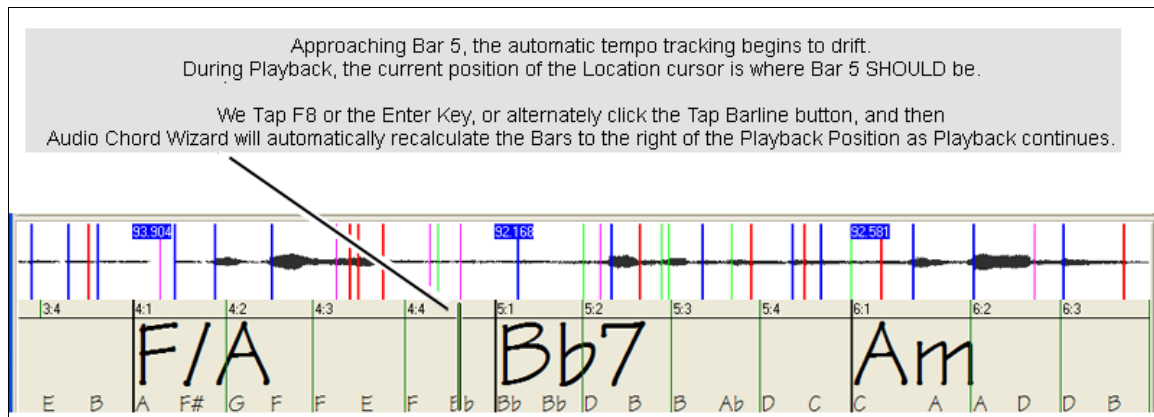 Approaching Bar 5, the automatic tempo tracking begins to drift.
During Playback, the current position of the Location cursor is where Bar 5 SHOULD be.
We Tap F8 or the Enter Key, or alternately click the Tap Barline button, and then
Audio Chord Wizard will automatically recalculate the Bars to the right of the Playback Position as Playback continues.
93.904 92.168 92.581
3:4 4:1 4:2 4:3 4:4 5:1 5:2 5:3 5:4 6:1 6:2 6:3
F/A Bb7 Am
E B A F# G F F E F Bb Bb Bb D B B Ab D C C A A D D B